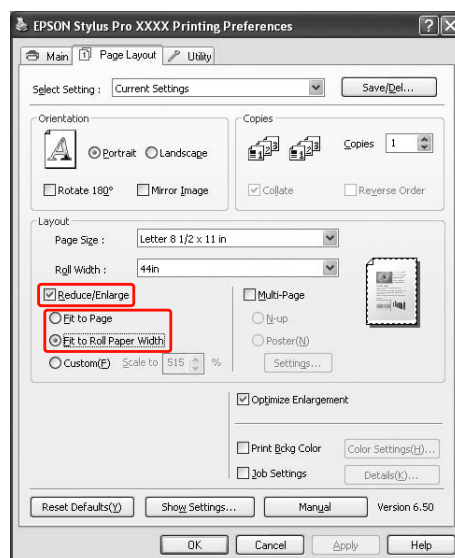 EPSON Stylus Pro XXXX Printing Preferences
Main Page Layout Utility
Select Setting : Current Settings Save/Del...
Orientation
Portrait Landscape
Rotate 180° Mirror Image
Copies
Copies 1
Collate Reverse Order
Layout
Page Size : Letter 8 1/2 x 11 in
Roll Width : 44in
Reduce/Enlarge
Fit to Page
Fit to Roll Paper Width
Custom(F) Scale to 515 %
Multi-Page
N-up
Poster(N)
Settings...
Optimize Enlargement
Print Bckg Color Color Settings(H)...
Job Settings Details(K)...
Reset Defaults(Y) Show Settings... Manual Version 6.50
OK Cancel Apply Help